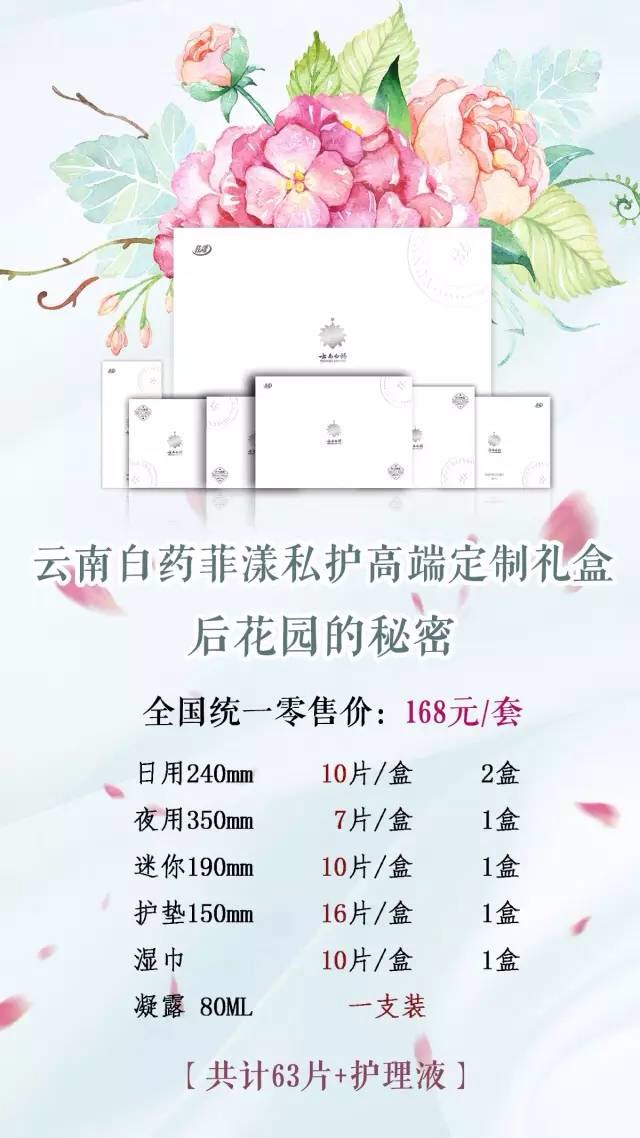 云南白药
云南白药菲漾私护高端定制礼盒
后花园的秘密
全国统一零售价：168元/套
日用240mm 10片/盒 2盒
夜用350mm 7片/盒 1盒
迷你190mm 10片/盒 1盒
护垫150mm 16片/盒 1盒
湿巾 10片/盒 1盒
凝露 80ML 一支装
【共计63片+护理液】